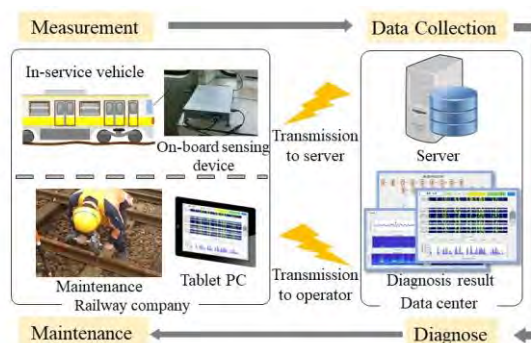 Measurement
Data Collection
In-service vehicle
On-board sensing
device
Transmission
to server
Server
Maintenance
Tablet PC
Railway company
Transmission
to operator
Diagnosis result
Data center
Maintenance
Diagnose